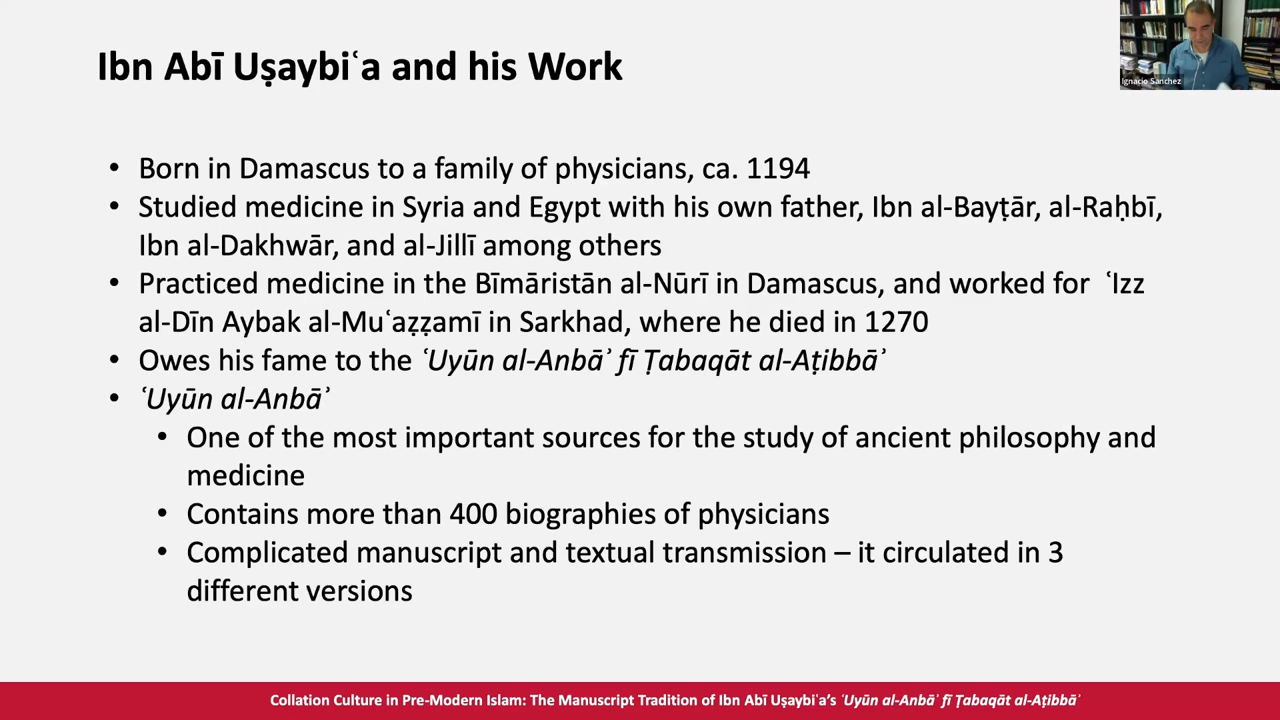 Ibn Abī Uṣaybiʿa and his Work
Ignacio Sanchez
• Born in Damascus to a family of physicians, ca. 1194
• Studied medicine in Syria and Egypt with his own father, Ibn al-Bayṭār, al-Raḥbī,
Ibn al-Dakhwār, and al-Jillī among others
• Practiced medicine in the Bīmāristān al-Nūrī in Damascus, and worked for ʿIzz
al-Dīn Aybak al-Muʿaẓẓamī in Sarkhad, where he died in 1270
• Owes his fame to the ʿUyūn al-Anbāʾ fī Ṭabaqāt al-Aṭibbāʾ
• ʿUyūn al-Anbāʾ
• One of the most important sources for the study of ancient philosophy and
medicine
• Contains more than 400 biographies of physicians
• Complicated manuscript and textual transmission – it circulated in 3
different versions
Collation Culture in Pre-Modern Islam: The Manuscript Tradition of Ibn Abī Uṣaybiʿa's ʿUyūn al-Anbāʾ fī Ṭabaqāt al-Aṭibbāʾ